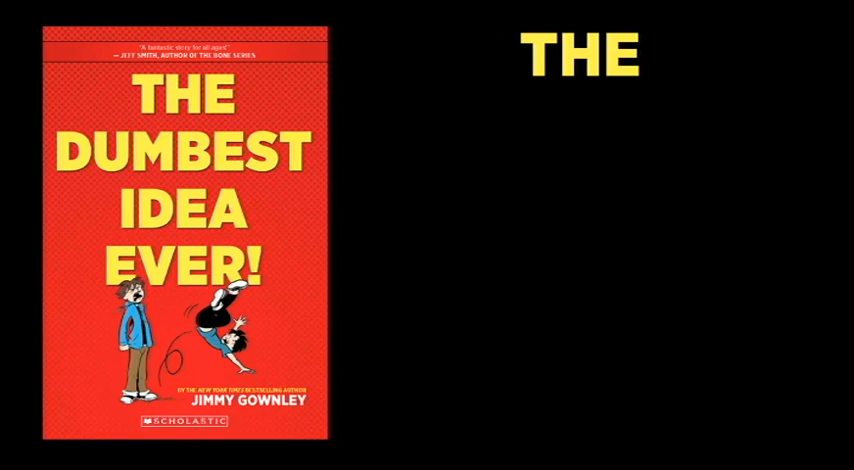 "A fantastic story for all ages!"
— JEFF SMITH, AUTHOR OF THE BONE SERIES
THE
DUMBEST
IDEA
EVER!
BY THE NEW YORK TIMES BESTSELLING AUTHOR
JIMMY GOWNLEY
SCHOLASTIC
THE